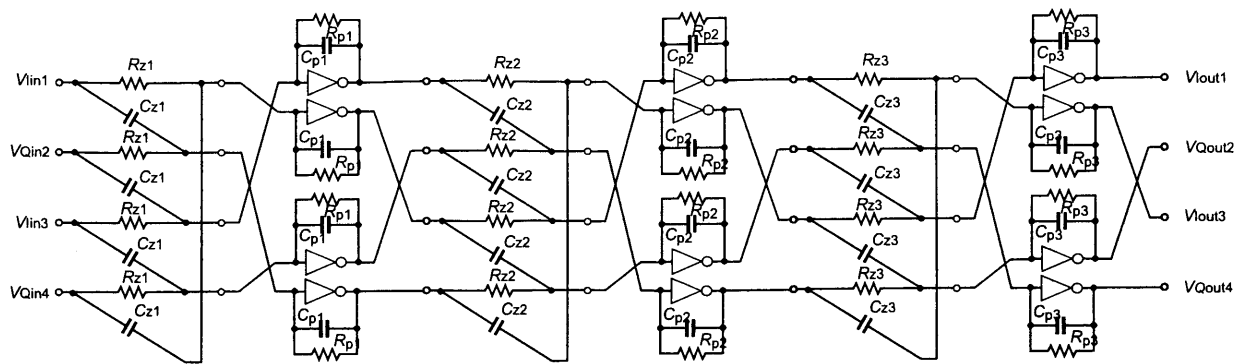 Rp1
Rp2
Rp3
Cp1
Cp2
Cp3
VIin1
Rz1
Rz2
Rz3
VIout1
Cz1
Cz2
Cz3
Cp1
Cp2
Cp2
VQin2
Rz1
Rz2
Rz3
VQout2
Rp1
Rp2
Rp3
Cz1
Cz2
Cz3
Rp1
Rp2
Rp3
VIin3
Rz1
Rz2
Rz3
VIout3
Cp1
Cp2
Cp3
Cz1
Cz2
Cz3
VQin4
Rz1
Rz2
Rz3
VQout4
Cz1
Cz2
Cz3
Cp1
Cp2
Cp3
Rp1
Rp2
Rp3